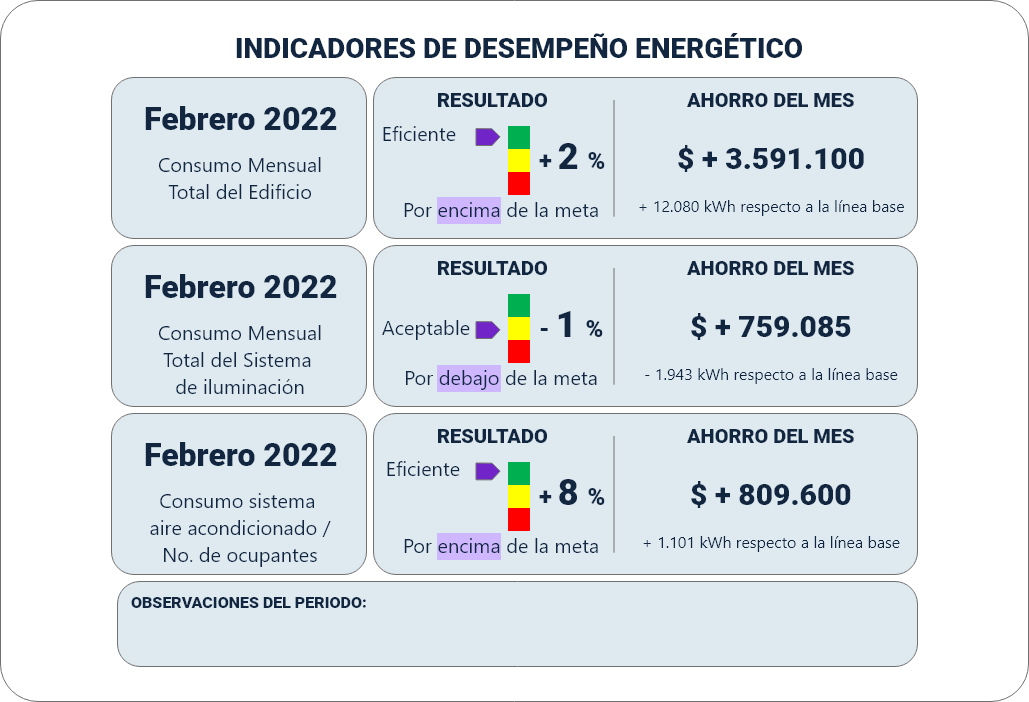 INDICADORES DE DESEMPEÑO ENERGÉTICO
Febrero 2022
Consumo Mensual
Total del Edificio
RESULTADO
Eficiente
+ 2 %
Por encima de la meta
AHORRO DEL MES
$ + 3.591.100
+ 12.080 kWh respecto a la línea base
Febrero 2022
Consumo Mensual
Total del Sistema
de iluminación
RESULTADO
Aceptable
- 1 %
Por debajo de la meta
AHORRO DEL MES
$ + 759.085
- 1.943 kWh respecto a la línea base
Febrero 2022
Consumo sistema
aire acondicionado /
No. de ocupantes
RESULTADO
Eficiente
+ 8 %
Por encima de la meta
AHORRO DEL MES
$ + 809.600
+ 1.101 kWh respecto a la línea base
OBSERVACIONES DEL PERIODO: